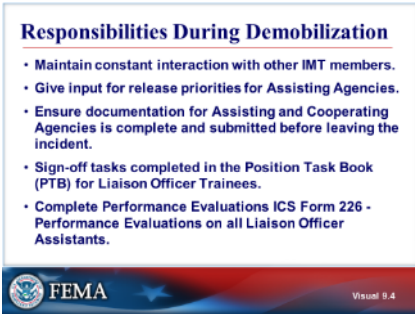 Responsibilities During Demobilization
• Maintain constant interaction with other IMT members.
• Give input for release priorities for Assisting Agencies.
• Ensure documentation for Assisting and Cooperating
Agencies is complete and submitted before leaving the
incident.
• Sign-off tasks completed in the Position Task Book
(PTB) for Liaison Officer Trainees.
• Complete Performance Evaluations ICS Form 226 -
Performance Evaluations on all Liaison Officer
Assistants.
FEMA
Visual 9.4